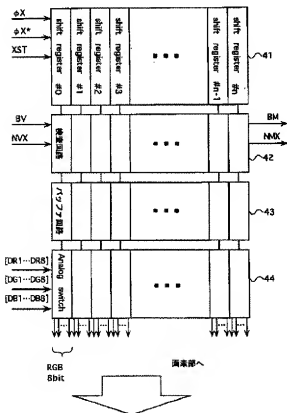 φX
φX*
XST
shift register #0
shift register #1
shift register #2
shift register #3
shift register #n-1
shift register #n
41
BV
NVX
検査回路
BM
NMX
42
バッファ回路
43
[DR1…DR8]
[DG1…DG8]
[DB1…DB8]
Analog switch
44
RGB
8bit
画素部へ